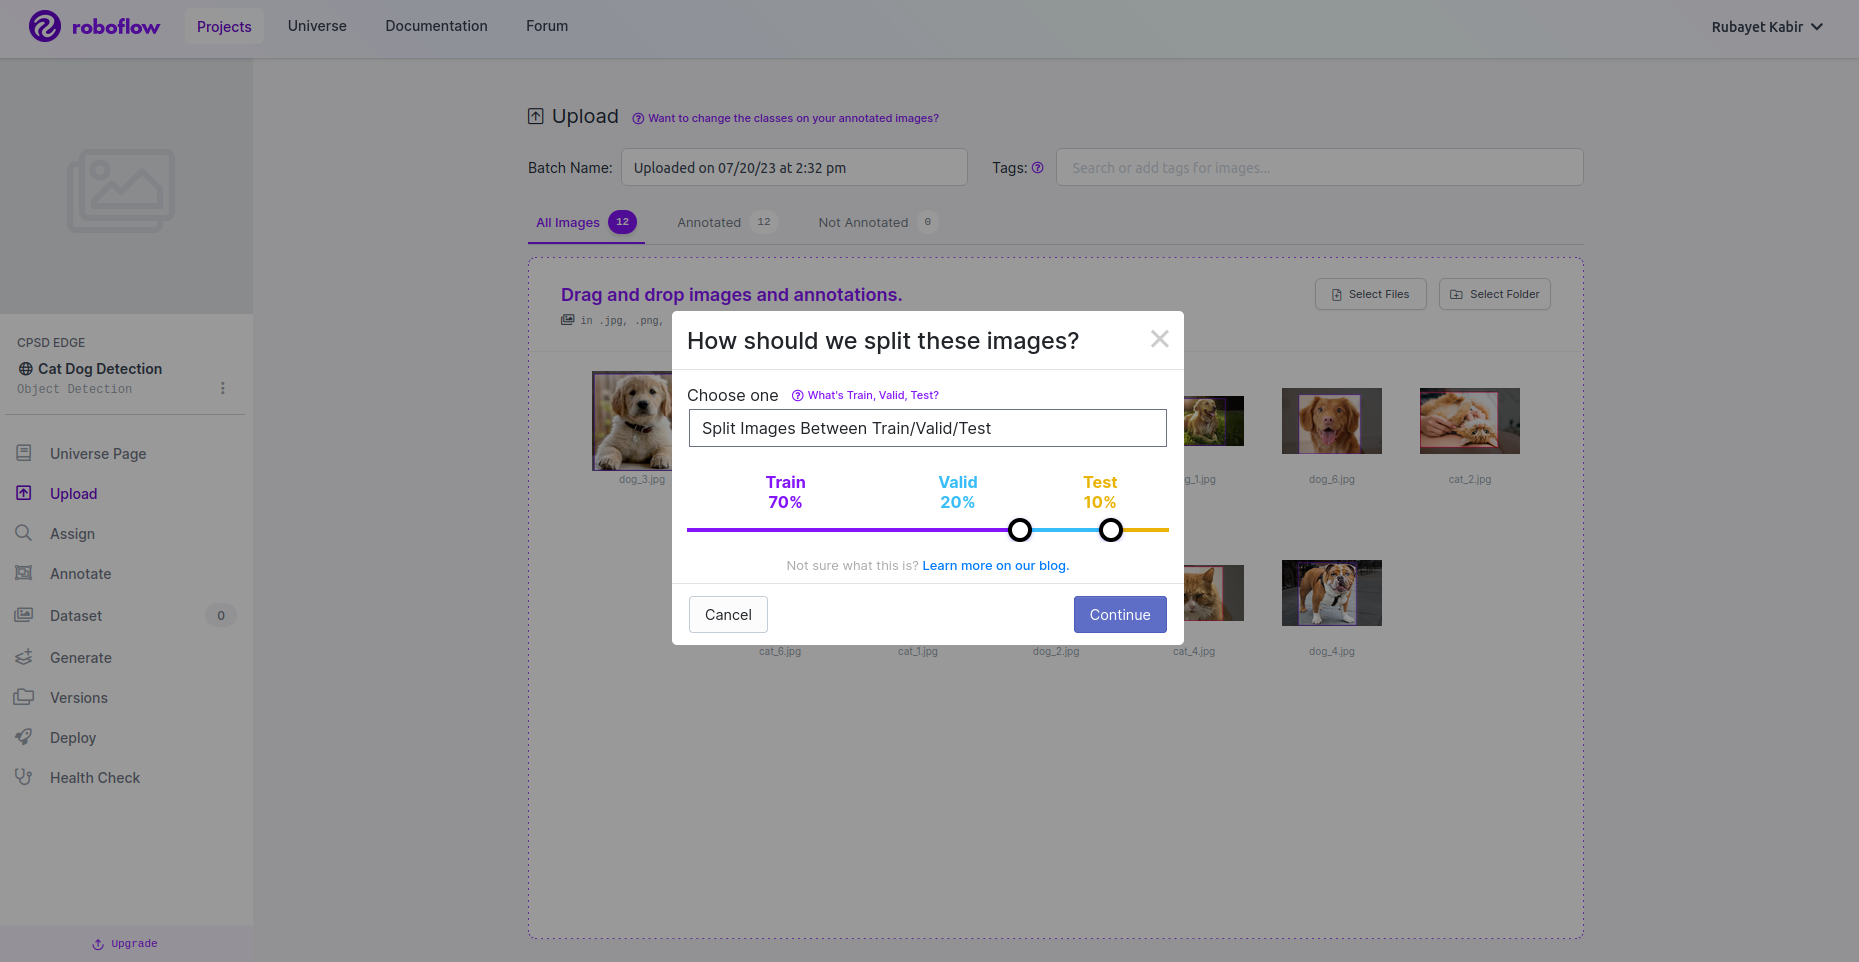 roboflow
Projects
Universe
Documentation
Forum
Rubayet Kabir
Upload
Want to change the classes on your annotated images?
Batch Name:
Uploaded on 07/20/23 at 2:32 pm
Tags:
Search or add tags for images...
All Images 12
Annotated 12
Not Annotated 0
Drag and drop images and annotations.
in .jpg, .png,
Select Files
Select Folder
CPSD EDGE
Cat Dog Detection
Object Detection
Universe Page
Upload
Assign
Annotate
Dataset 0
Generate
Versions
Deploy
Health Check
Upgrade
How should we split these images?
Choose one
What's Train, Valid, Test?
Split Images Between Train/Valid/Test
Train
70%
Valid
20%
Test
10%
Not sure what this is? Learn more on our blog.
Cancel
Continue
dog_3.jpg
g_1.jpg
dog_6.jpg
cat_2.jpg
cat_6.jpg
cat_1.jpg
dog_2.jpg
cat_4.jpg
dog_4.jpg